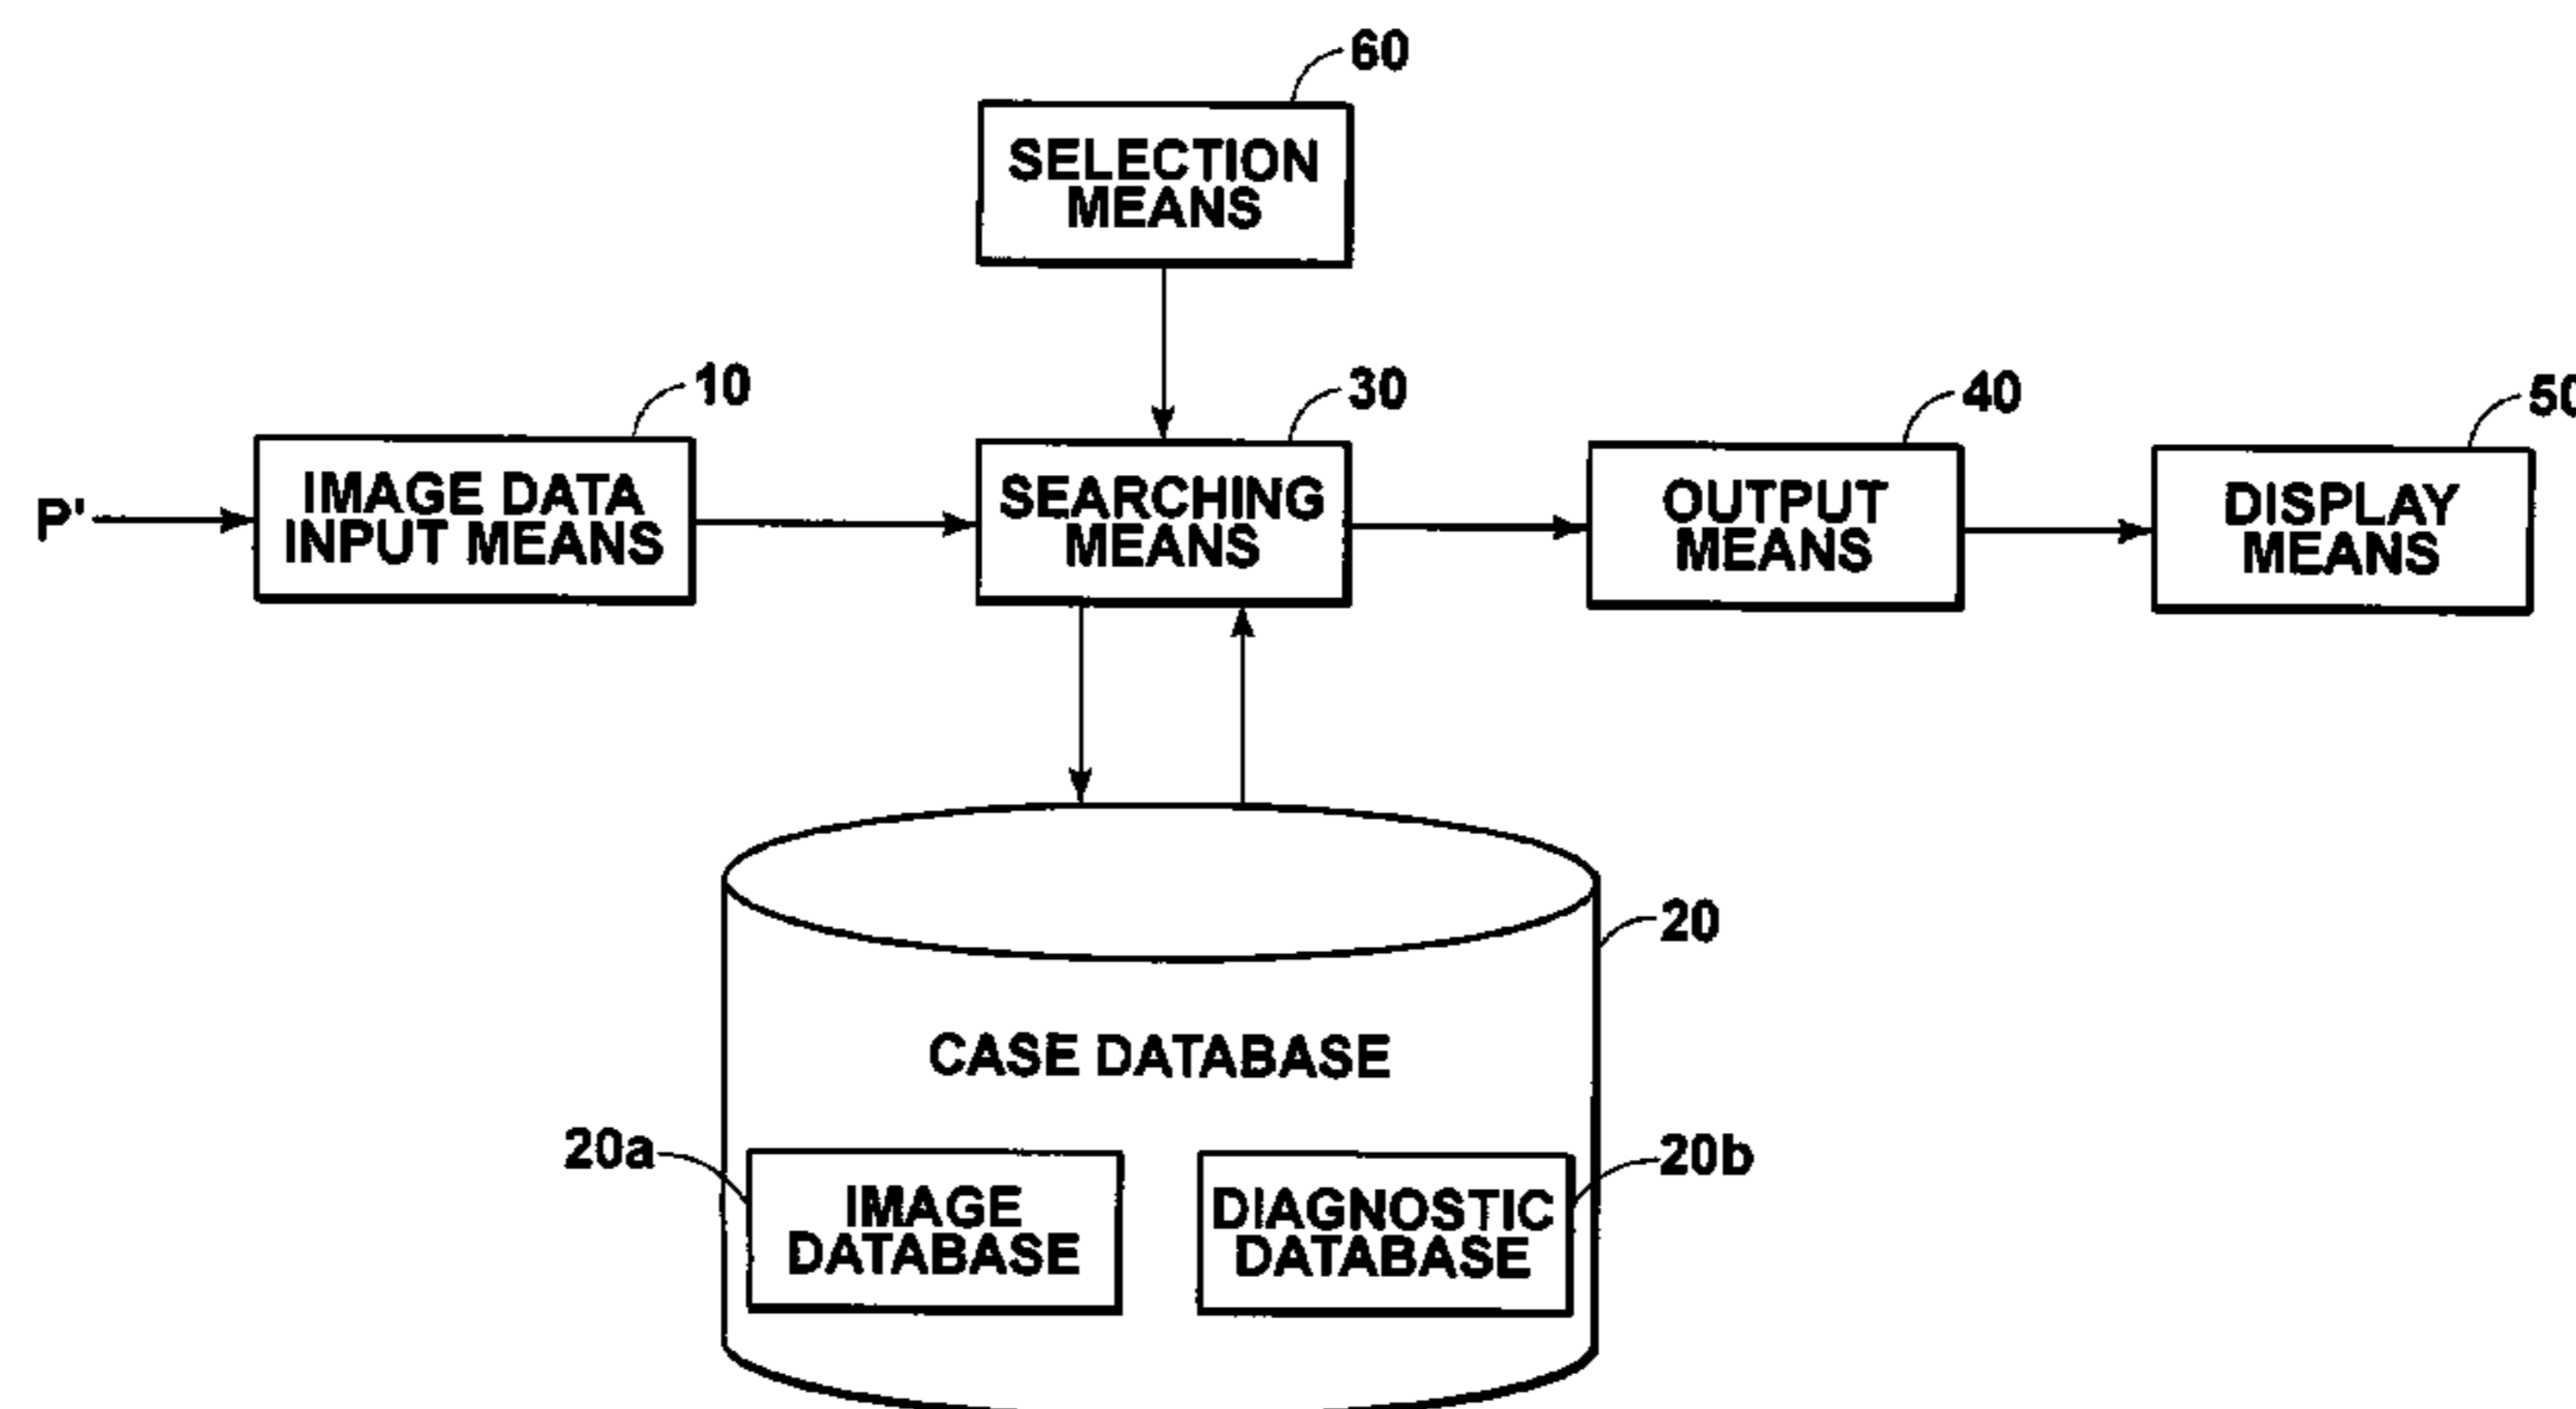 60
SELECTION
MEANS
10
30
40
50
P'
IMAGE DATA
INPUT MEANS
SEARCHING
MEANS
OUTPUT
MEANS
DISPLAY
MEANS
20
CASE DATABASE
20a
20b
IMAGE
DATABASE
DIAGNOSTIC
DATABASE